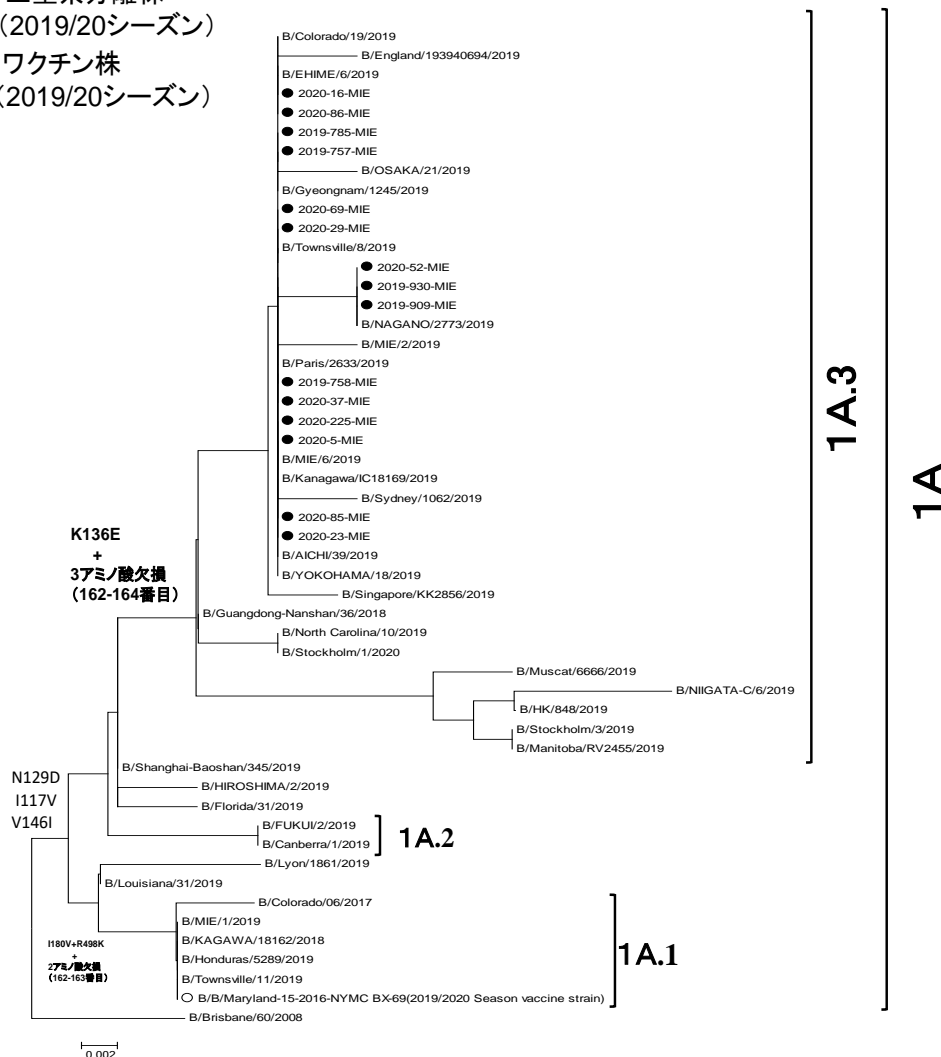 （2019/20シーズン）
ワクチン株
（2019/20シーズン）
B/Colorado/19/2019
B/England/193940694/2019
B/EHIME/6/2019
2020-16-MIE
2020-86-MIE
2019-785-MIE
2019-757-MIE
B/OSAKA/21/2019
B/Gyeongnam/1245/2019
2020-69-MIE
2020-29-MIE
B/Townsville/8/2019
2020-52-MIE
2019-930-MIE
2019-909-MIE
B/NAGANO/2773/2019
B/MIE/2/2019
B/Paris/2633/2019
2019-758-MIE
2020-37-MIE
2020-225-MIE
2020-5-MIE
B/MIE/6/2019
B/Kanagawa/IC18169/2019
B/Sydney/1062/2019
2020-85-MIE
2020-23-MIE
B/AICHI/39/2019
B/YOKOHAMA/18/2019
B/Singapore/KK2856/2019
B/Guangdong-Nanshan/36/2018
B/North Carolina/10/2019
B/Stockholm/1/2020
B/Muscat/6666/2019
B/NIIGATA-C/6/2019
B/HK/848/2019
B/Stockholm/3/2019
B/Manitoba/RV2455/2019
B/Shanghai-Baoshan/345/2019
B/HIROSHIMA/2/2019
B/Florida/31/2019
B/FUKUI/2/2019
B/Canberra/1/2019
B/Lyon/1861/2019
B/Louisiana/31/2019
B/Colorado/06/2017
B/MIE/1/2019
B/KAGAWA/18162/2018
B/Honduras/5289/2019
B/Townsville/11/2019
B/B/Maryland-15-2016-NYMC BX-69(2019/2020 Season vaccine strain)
B/Brisbane/60/2008
K136E
+
3アミノ酸欠損
（162-164番目）
N129D
I117V
V146I
I180V+R498K
+
2アミノ酸欠損
（162-163番目）
1A.3
1A
1A.2
1A.1
0.002